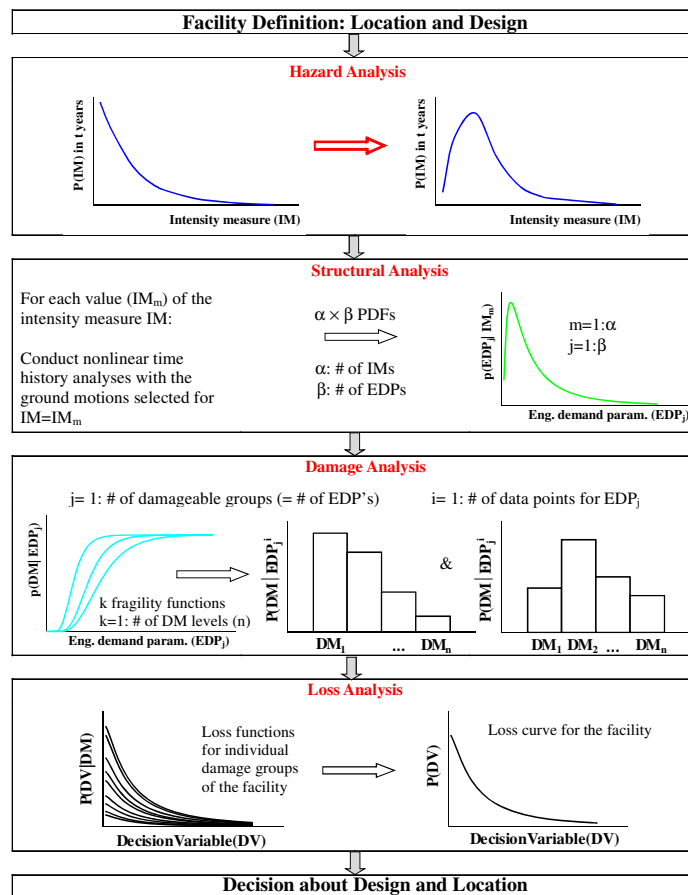 Facility Definition: Location and Design
Hazard Analysis
P(IM) in t years
Intensity measure (IM)
P(IM) in t years
Intensity measure (IM)
Structural Analysis
For each value (IMm) of the
intensity measure IM:
Conduct nonlinear time
history analyses with the
ground motions selected for
IM=IMm
α × β PDFs
α: # of IMs
β: # of EDPs
p(EDPj| IMm)
m=1:α
j=1:β
Eng. demand param. (EDPj)
Damage Analysis
j= 1: # of damageable groups (= # of EDP’s)
i= 1: # of data points for EDPj
p(DM| EDPj)
k fragility functions
k=1: # of DM levels (n)
Eng. demand param. (EDPj)
P(DM | EDPji
DM1 ... DMn
&
P(DM | EDPji
DM1 DM2 ... DMn
Loss Analysis
P(DV|DM)
Loss functions
for individual
damage groups
of the facility
DecisionVariable(DV)
P(DV)
Loss curve for the facility
DecisionVariable(DV)
Decision about Design and Location